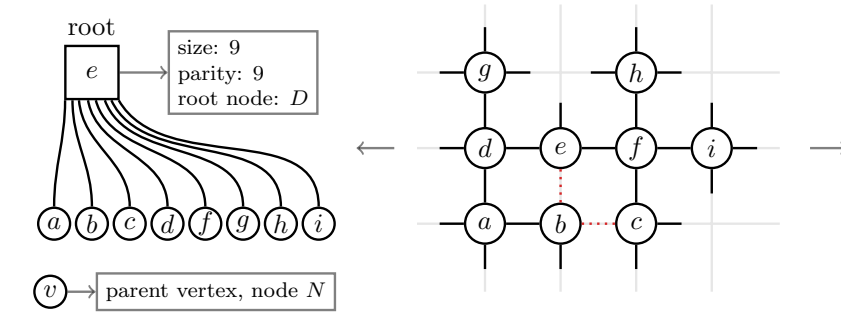 root
e
size: 9
parity: 9
root node: D
a b c d f g h i
v
parent vertex, node N
g h
d e f i
a b c